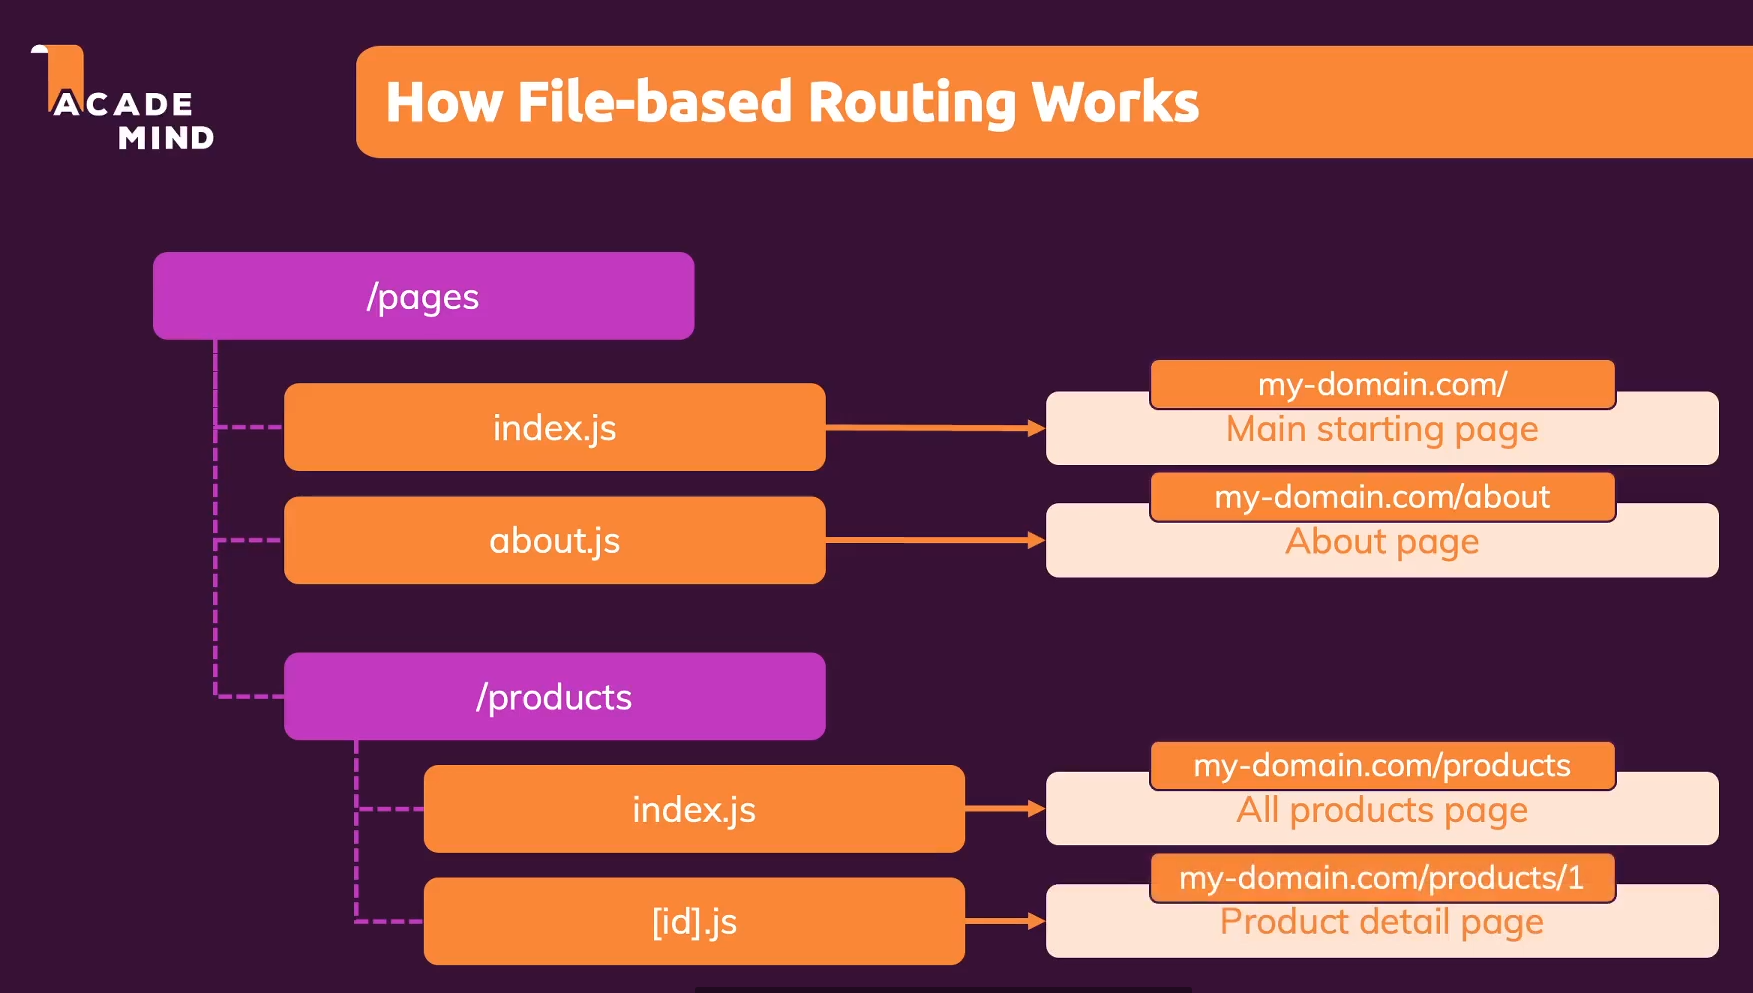 ACADE
MIND
How File-based Routing Works
/pages
index.js
my-domain.com/
Main starting page
about.js
my-domain.com/about
About page
/products
index.js
my-domain.com/products
All products page
[id].js
my-domain.com/products/1
Product detail page